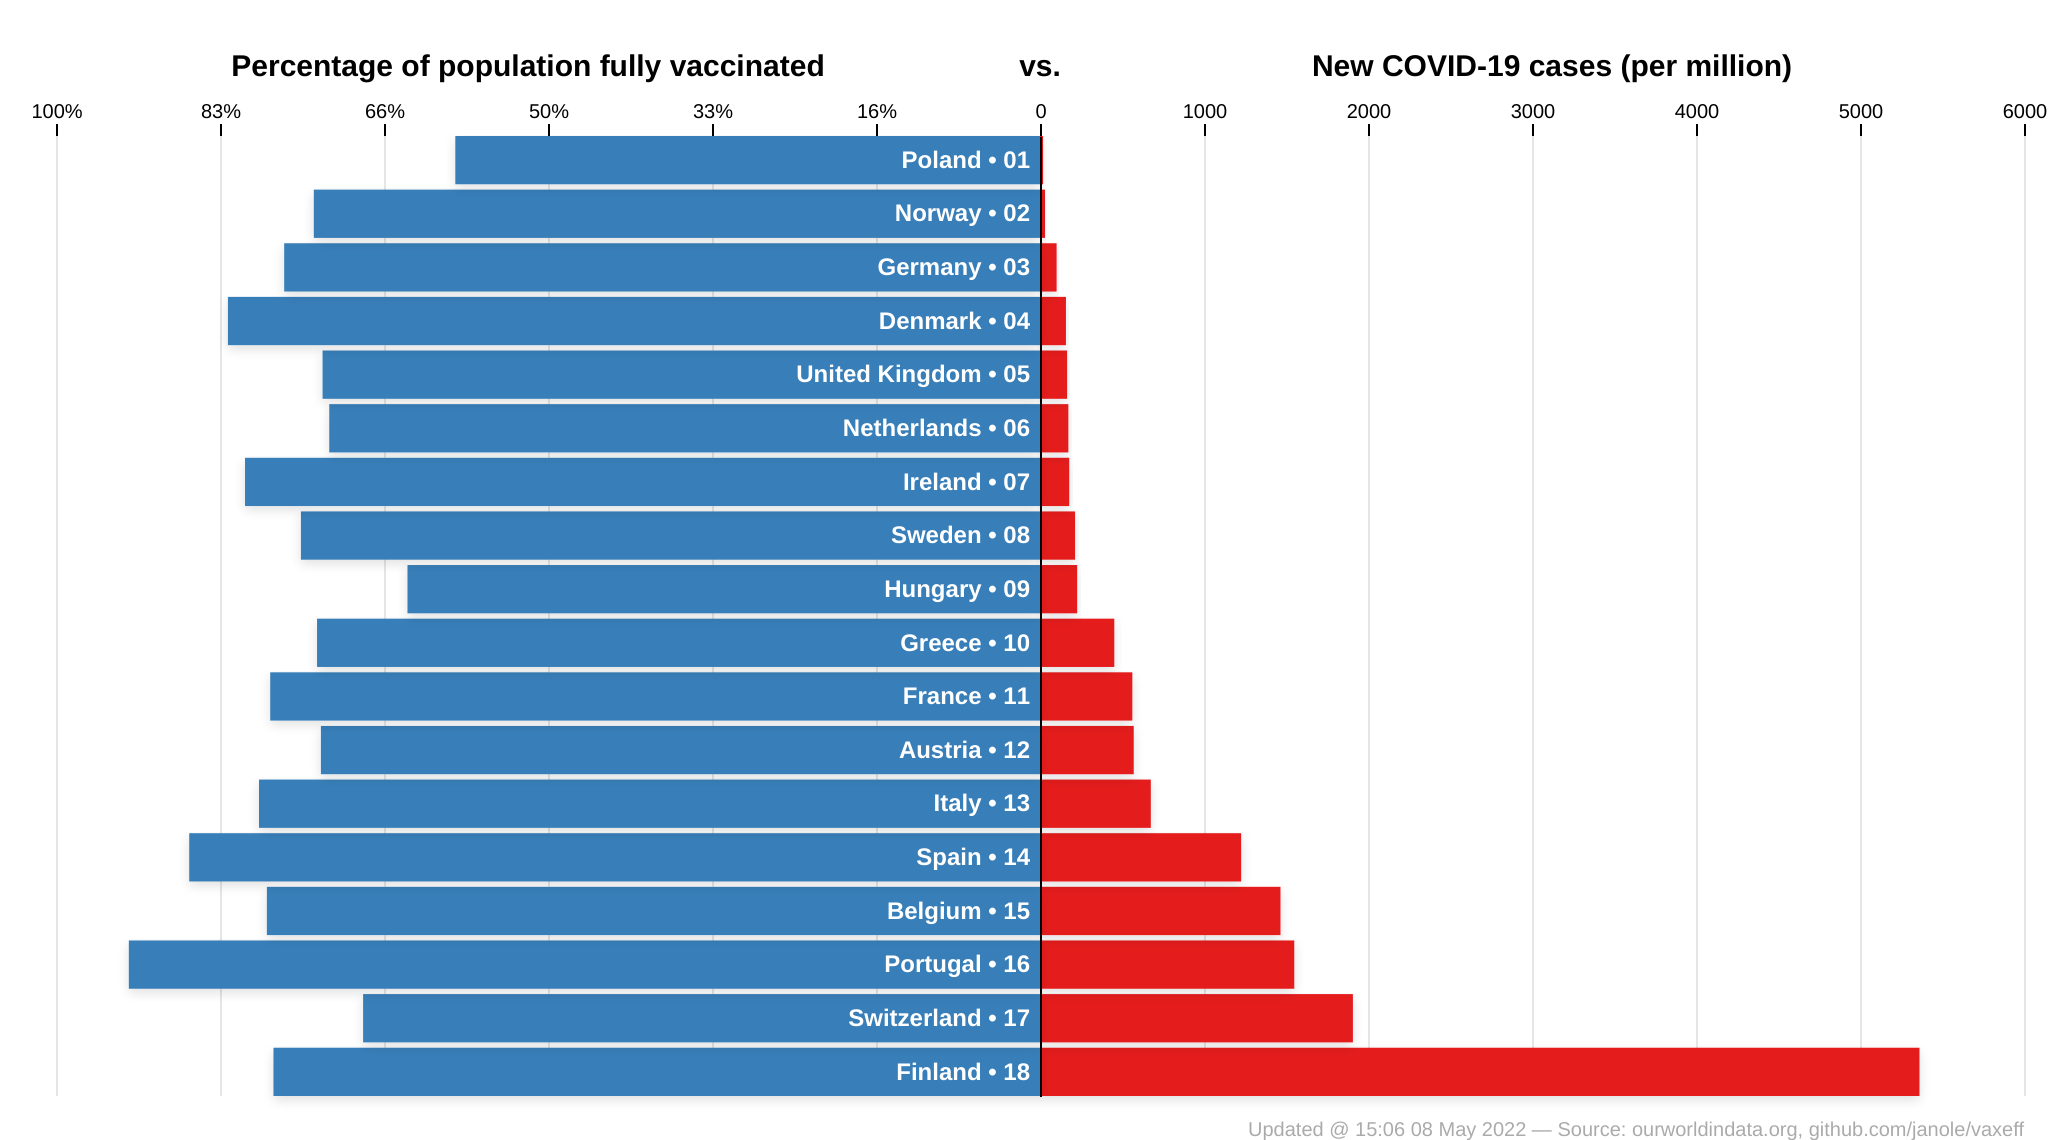 Percentage of population fully vaccinated vs. New COVID-19 cases (per million)
100% 83% 66% 50% 33% 16% 0 1000 2000 3000 4000 5000 6000
Poland • 01
Norway • 02
Germany • 03
Denmark • 04
United Kingdom • 05
Netherlands • 06
Ireland • 07
Sweden • 08
Hungary • 09
Greece • 10
France • 11
Austria • 12
Italy • 13
Spain • 14
Belgium • 15
Portugal • 16
Switzerland • 17
Finland • 18
Updated @ 15:06 08 May 2022 — Source: ourworldindata.org, github.com/janole/vaxeff